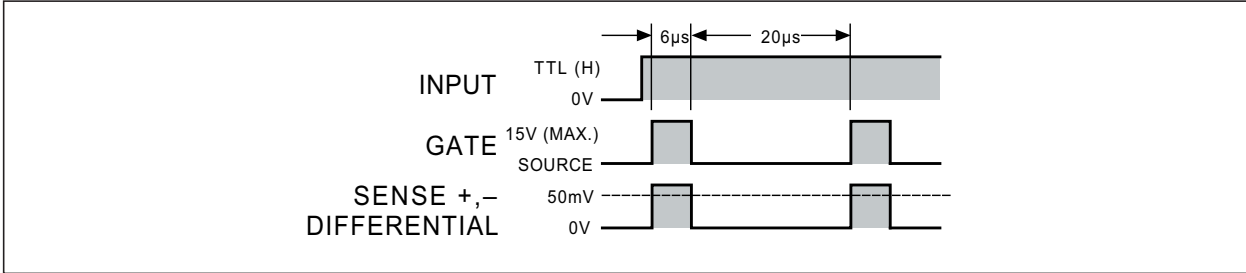 6µs
20µs
INPUT
TTL (H)
0V
GATE
15V (MAX.)
SOURCE
SENSE +,–
DIFFERENTIAL
50mV
0V